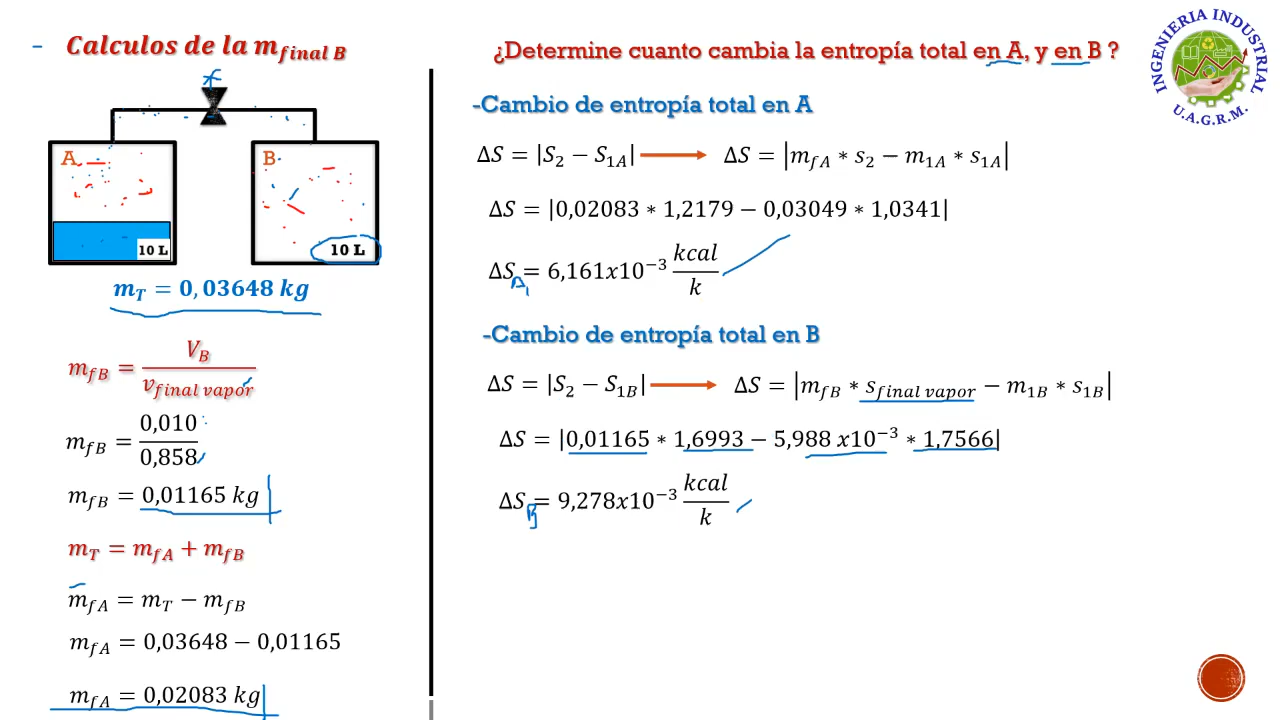 - Calculos de la m_final B
A
B
10 L
10 L
m_T = 0,03648 kg
m_fB = V_B / v_final vapor
m_fB = 0,010 / 0,858
m_fB = 0,01165 kg
m_T = m_fA + m_fB
m_fA = m_T − m_fB
m_fA = 0,03648 − 0,01165
m_fA = 0,02083 kg
¿Determine cuanto cambia la entropía total en A, y en B ?
-Cambio de entropía total en A
ΔS = |S_2 − S_1A| → ΔS = |m_fA ∗ s_2 − m_1A ∗ s_1A|
ΔS = |0,02083 ∗ 1,2179 − 0,03049 ∗ 1,0341|
ΔS_A = 6,161x10^−3 kcal / k
-Cambio de entropía total en B
ΔS = |S_2 − S_1B| → ΔS = |m_fB ∗ s_final vapor − m_1B ∗ s_1B|
ΔS = |0,01165 ∗ 1,6993 − 5,988 x10^−3 ∗ 1,7566|
ΔS_B = 9,278x10^−3 kcal / k
INGENIERIA INDUSTRIAL
U.A.G.R.M.